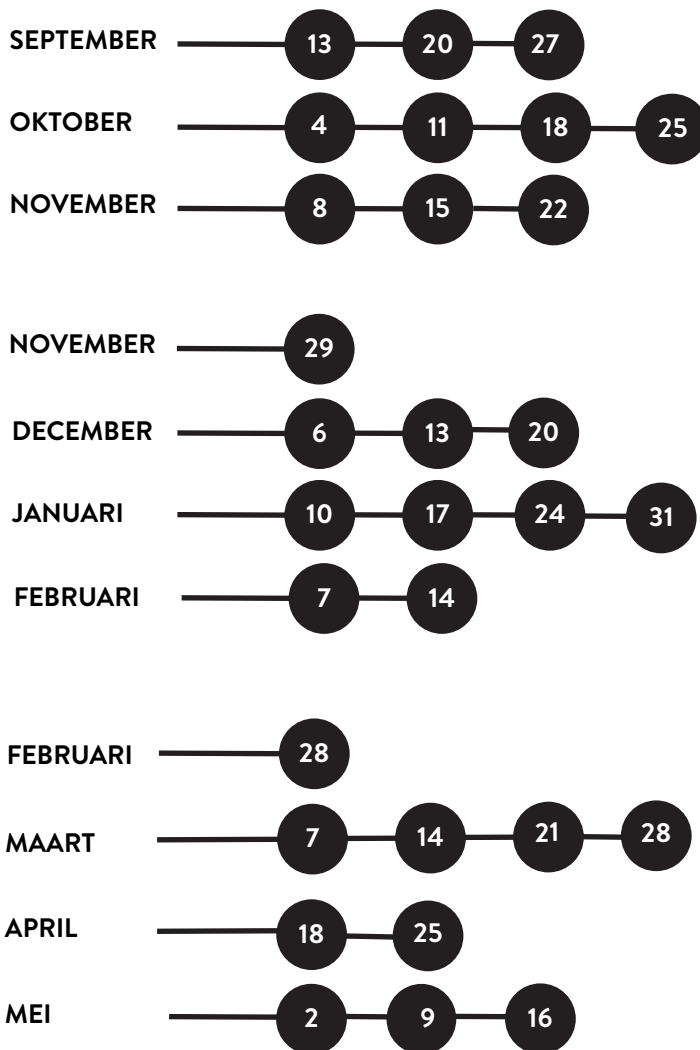 SEPTEMBER 13 20 27
OKTOBER 4 11 18 25
NOVEMBER 8 15 22
NOVEMBER 29
DECEMBER 6 13 20
JANUARI 10 17 24 31
FEBRUARI 7 14
FEBRUARI 28
MAART 7 14 21 28
APRIL 18 25
MEI 2 9 16